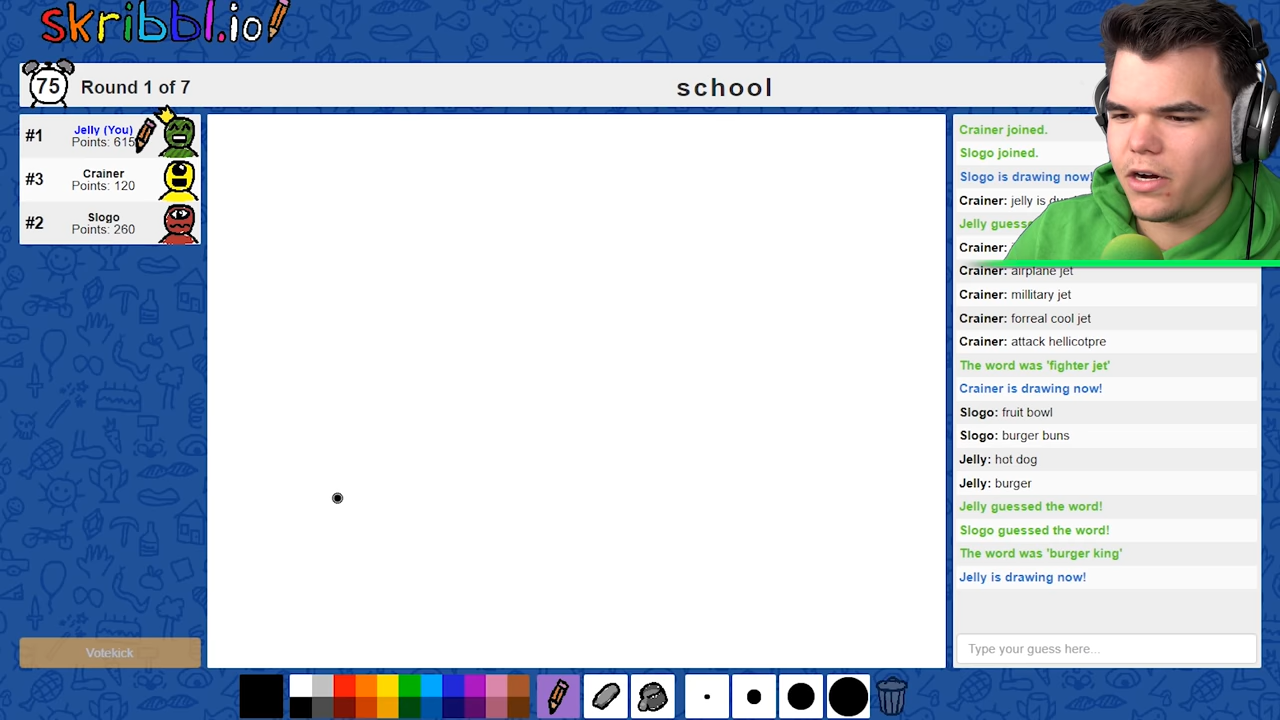 skribbl.io
75
Round 1 of 7
school
#1
Jelly (You)
Points: 615
#3
Crainer
Points: 120
#2
Slogo
Points: 260
Votekick
Crainer joined.
Slogo joined.
Slogo is drawing now!
Crainer: jelly is
Jelly
Crainer:
Crainer: airplane jet
Crainer: millitary jet
Crainer: forreal cool jet
Crainer: attack hellicotpre
The word was 'fighter jet'
Crainer is drawing now!
Slogo: fruit bowl
Slogo: burger buns
Jelly: hot dog
Jelly: burger
Jelly guessed the word!
Slogo guessed the word!
The word was 'burger king'
Jelly is drawing now!
Type your guess here...